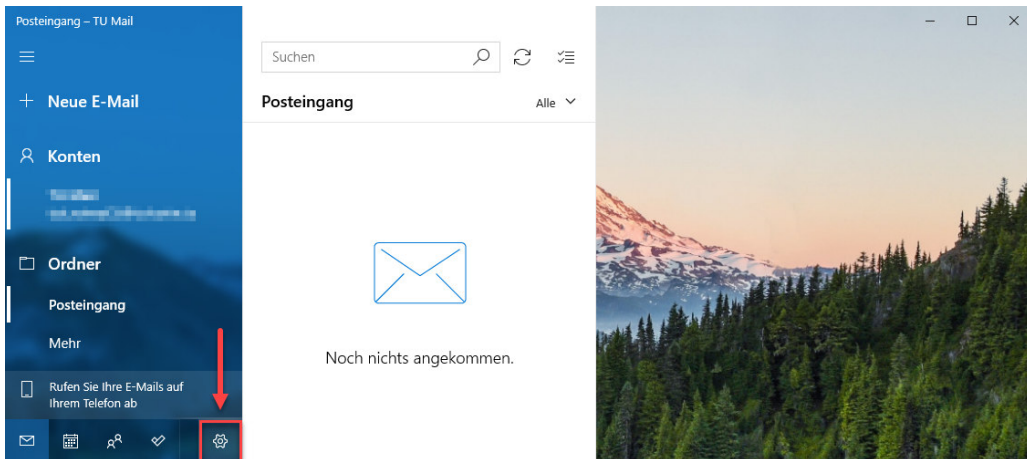 Posteingang – TU Mail
Neue E-Mail
Konten
Ordner
Posteingang
Mehr
Rufen Sie Ihre E-Mails auf
Ihrem Telefon ab
Suchen
Posteingang
Alle
Noch nichts angekommen.